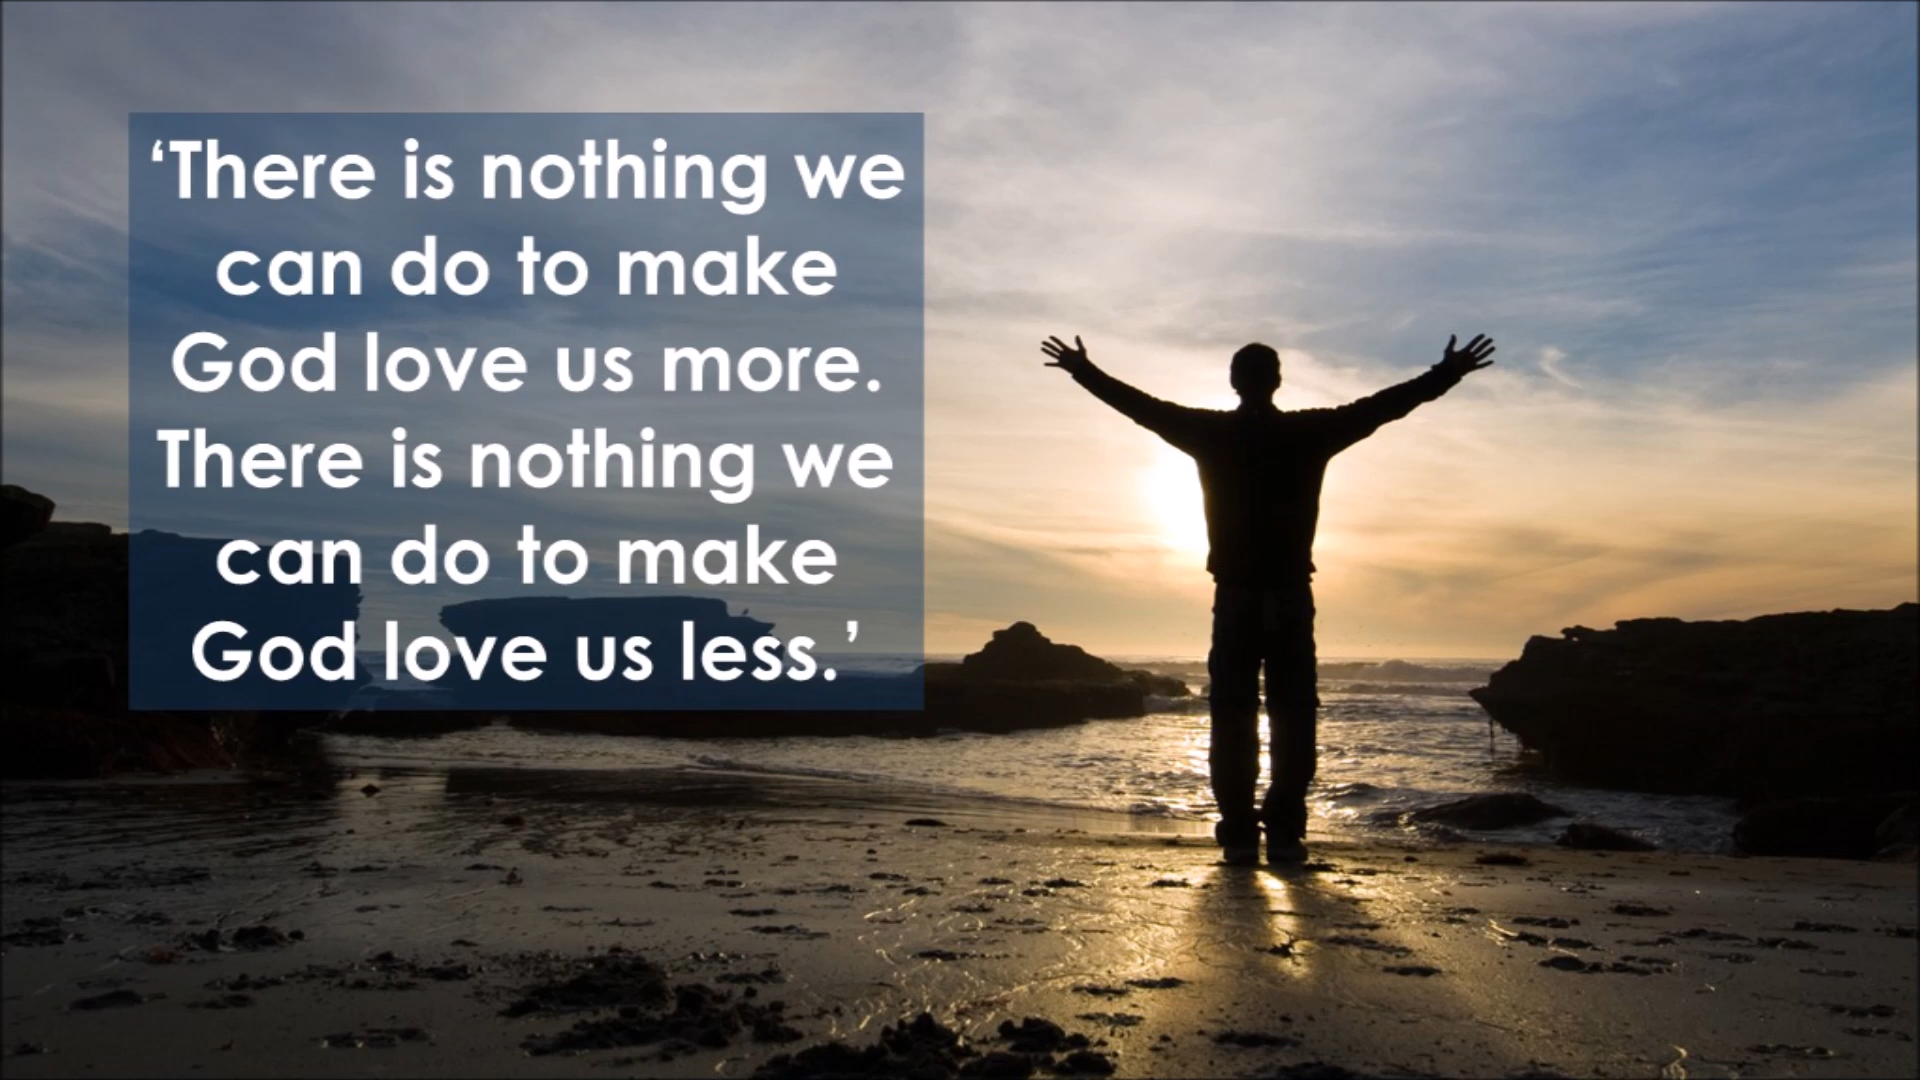 ‘There is nothing we
can do to make
God love us more.
There is nothing we
can do to make
God love us less.’